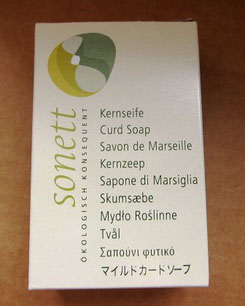 sonett
ÖKOLOGISCH KONSEQUENT
Kernseife
Curd Soap
Savon de Marseille
Kernzeep
Sapone di Marsiglia
Skumsæbe
Mydło Roślinne
Tvål
Σαπούνι φυτικό
マイルドカードソープ